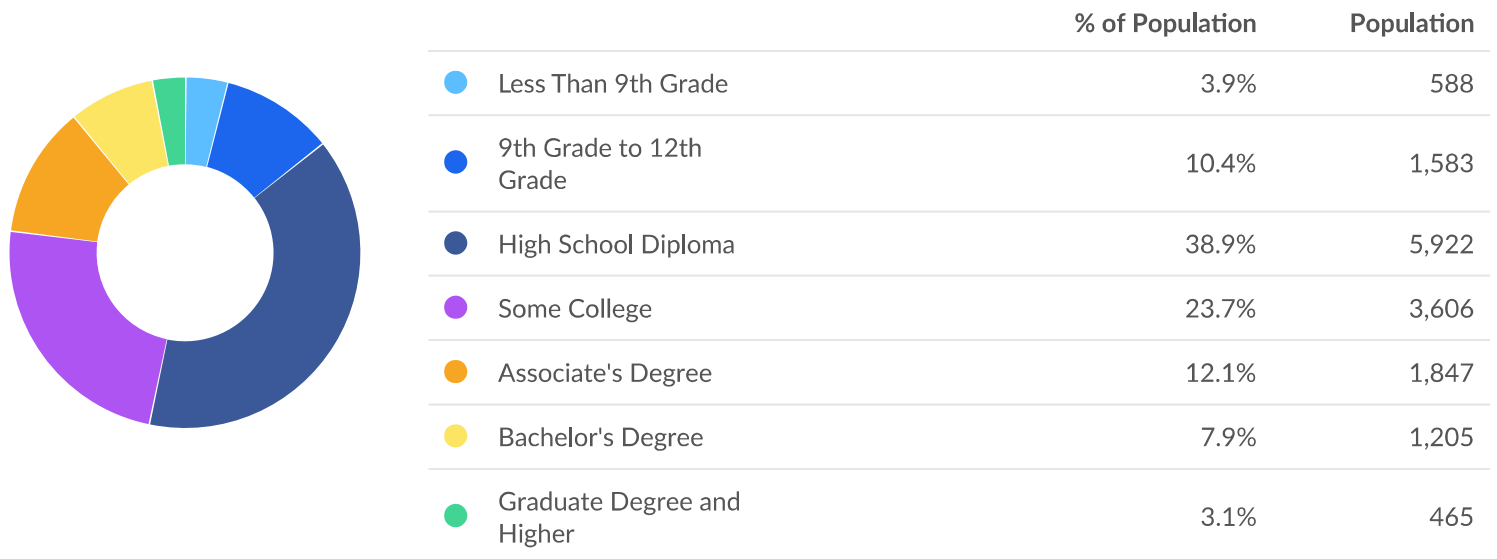 % of Population Population
Less Than 9th Grade 3.9% 588
9th Grade to 12th
Grade 10.4% 1,583
High School Diploma 38.9% 5,922
Some College 23.7% 3,606
Associate's Degree 12.1% 1,847
Bachelor's Degree 7.9% 1,205
Graduate Degree and
Higher 3.1% 465